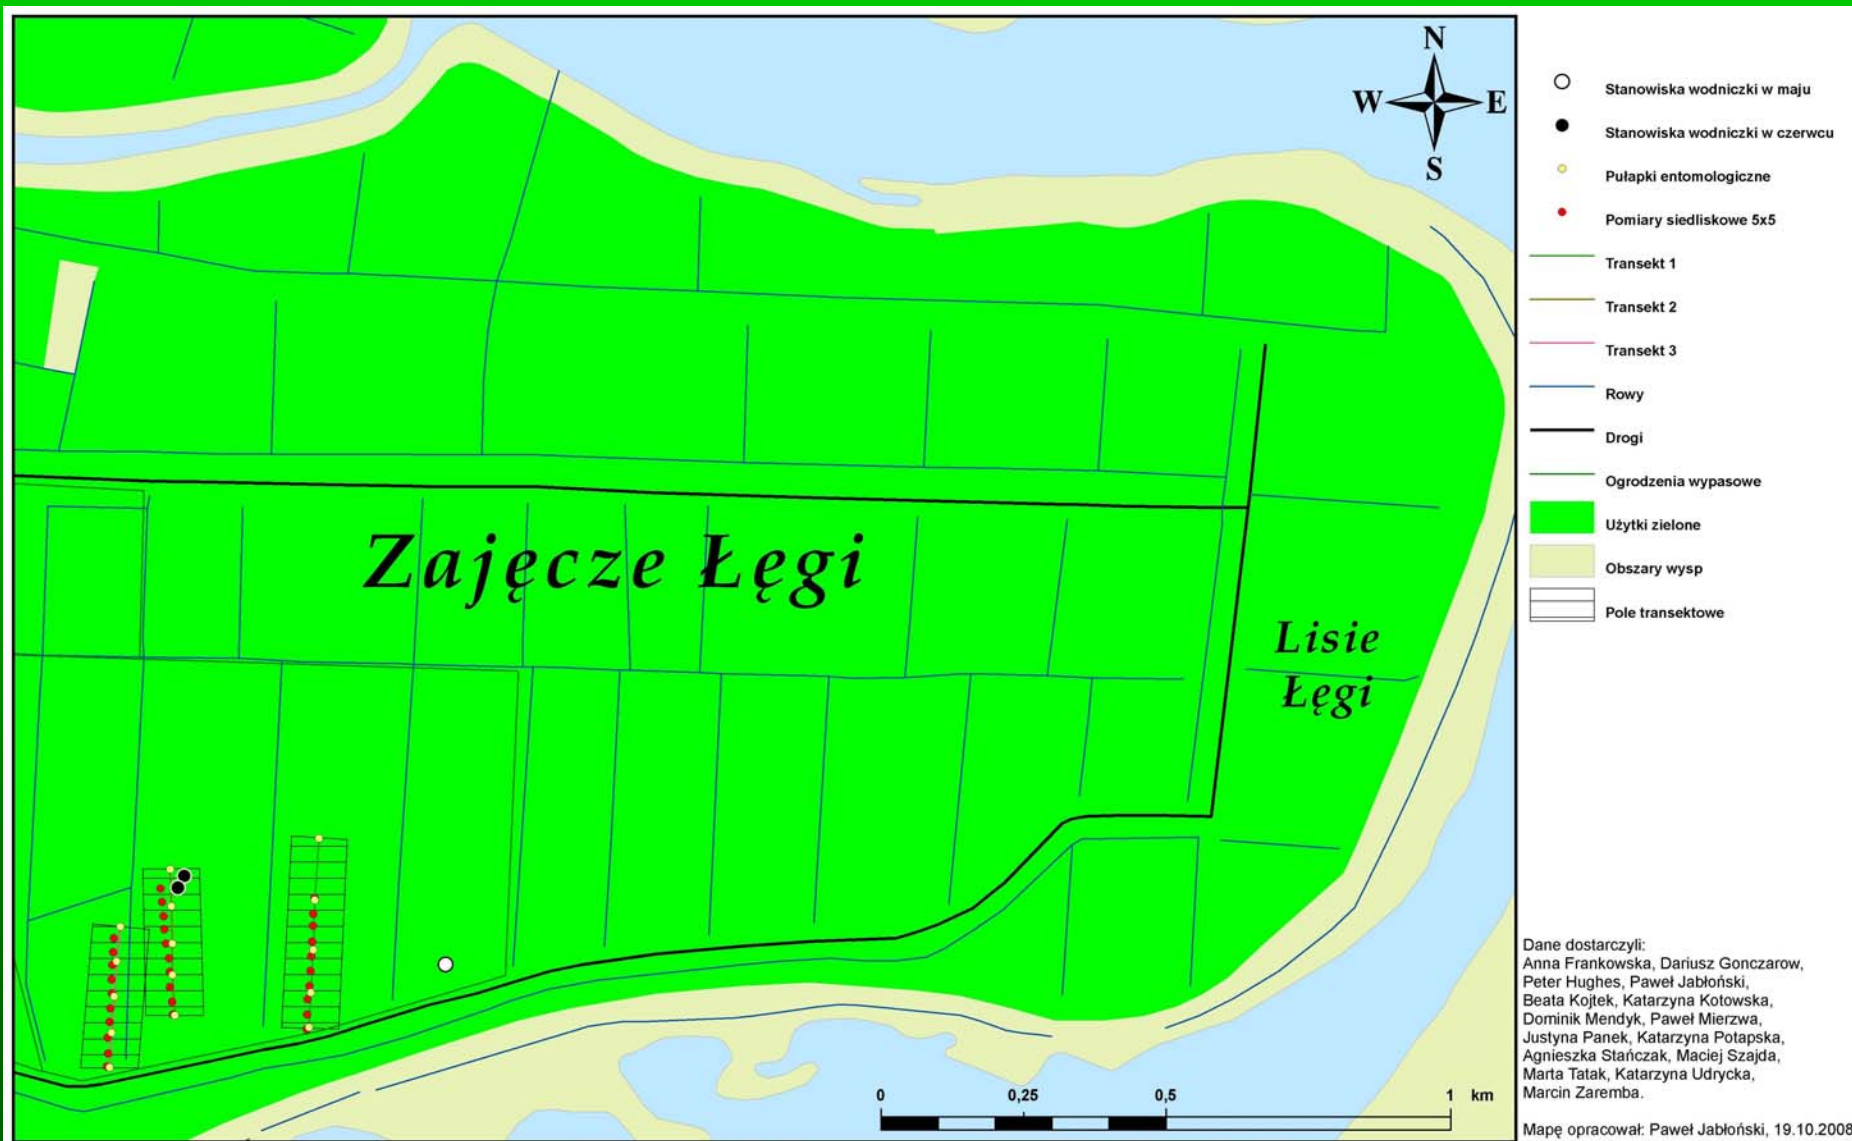 N
W E
S
Zajęcze Łęgi
Lisie
Łęgi
0 0,25 0,5 1 km
Stanowiska wodniczki w maju
Stanowiska wodniczki w czerwcu
Pułapki entomologiczne
Pomiary siedliskowe 5x5
Transekt 1
Transekt 2
Transekt 3
Rowy
Drogi
Ogrodzenia wypasowe
Użytki zielone
Obszary wysp
Pole transektowe
Dane dostarczyli:
Anna Frankowska, Dariusz Gonczarow,
Peter Hughes, Paweł Jabłoński,
Beata Kojtek, Katarzyna Kotowska,
Dominik Mendyk, Paweł Mierzwa,
Justyna Panek, Katarzyna Potapska,
Agnieszka Stańczak, Maciej Szajda,
Marta Tatak, Katarzyna Udrycka,
Marcin Zaremba.
Mapę opracował: Paweł Jabłoński, 19.10.2008